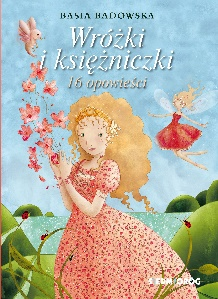 BASIA BADOWSKA
Wróżki
i księżniczki
16 opowieści